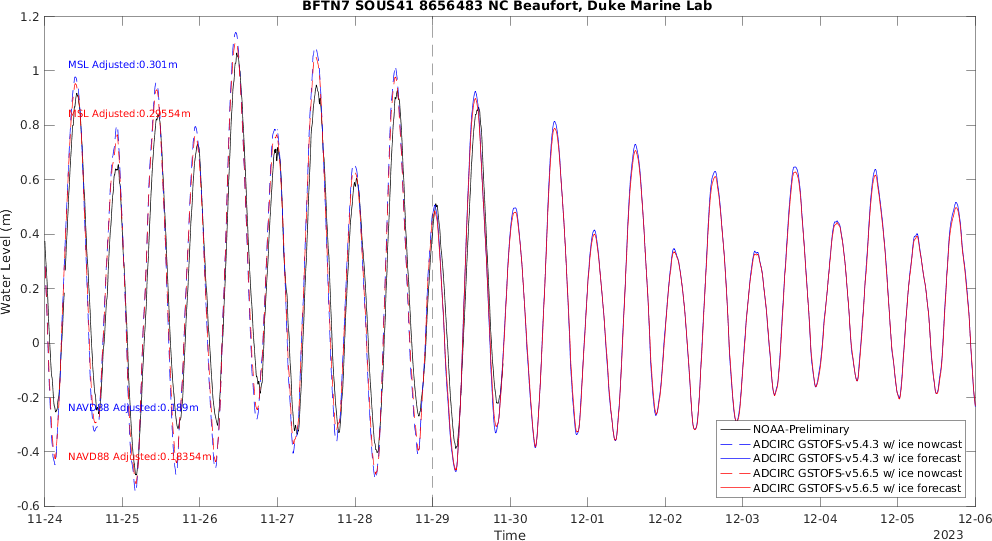 BFTN7 SOUS41 8656483 NC Beaufort, Duke Marine Lab
Water Level (m)
1.2
1
0.8
0.6
0.4
0.2
0
-0.2
-0.4
-0.6
MSL Adjusted:0.301m
MSL Adjusted:0.29554m
NAVD88 Adjusted:0.189m
NAVD88 Adjusted:0.18354m
NOAA-Preliminary
ADCIRC GSTOFS-v5.4.3 w/ ice nowcast
ADCIRC GSTOFS-v5.4.3 w/ ice forecast
ADCIRC GSTOFS-v5.6.5 w/ ice nowcast
ADCIRC GSTOFS-v5.6.5 w/ ice forecast
11-24 11-25 11-26 11-27 11-28 11-29 11-30 12-01 12-02 12-03 12-04 12-05 12-06
Time
2023